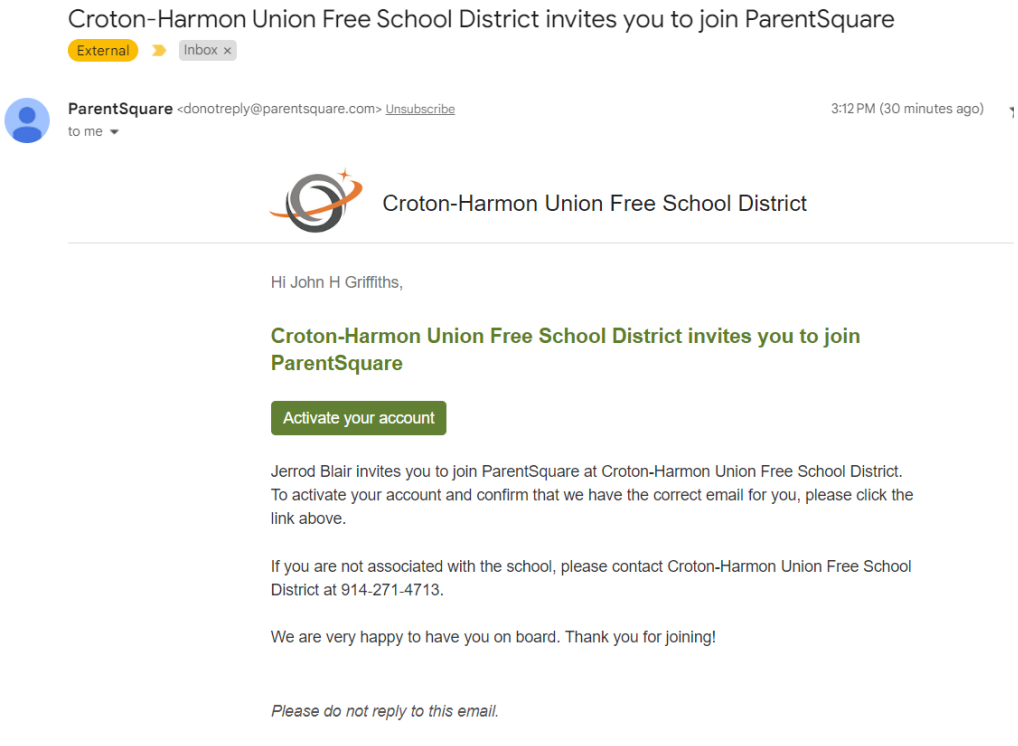 Croton-Harmon Union Free School District invites you to join ParentSquare
External Inbox ×
ParentSquare <donotreply@parentsquare.com> Unsubscribe 3:12 PM (30 minutes ago)
to me
Croton-Harmon Union Free School District
Hi John H Griffiths,
Croton-Harmon Union Free School District invites you to join
ParentSquare
Activate your account
Jerrod Blair invites you to join ParentSquare at Croton-Harmon Union Free School District.
To activate your account and confirm that we have the correct email for you, please click the
link above.
If you are not associated with the school, please contact Croton-Harmon Union Free School
District at 914-271-4713.
We are very happy to have you on board. Thank you for joining!
Please do not reply to this email.